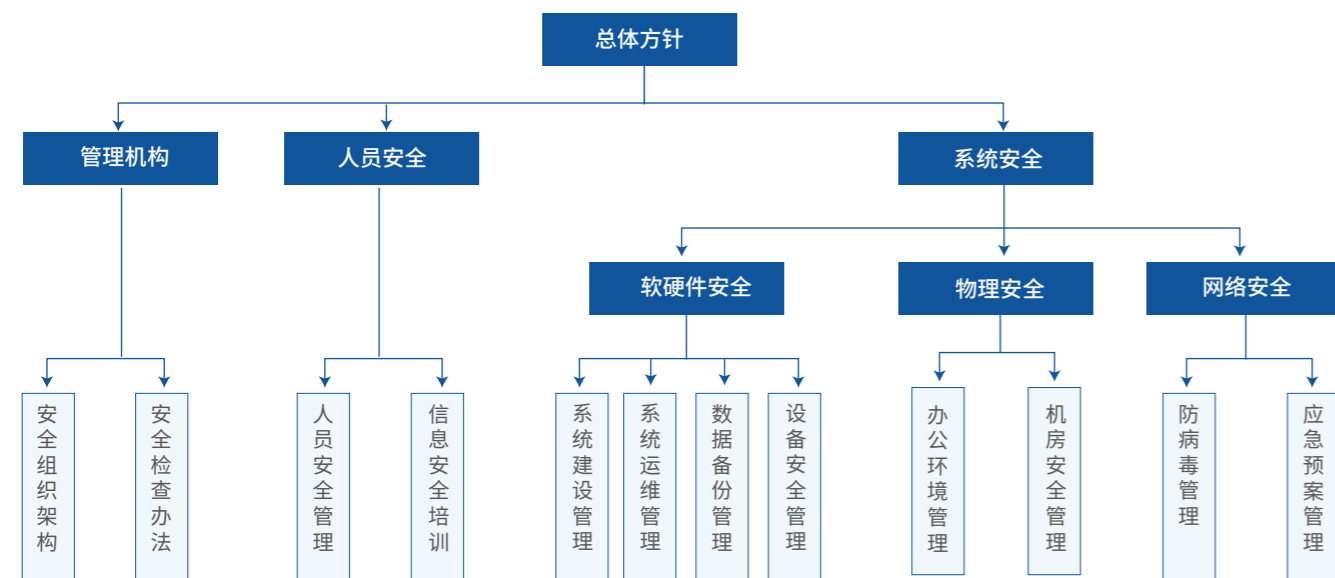 总体方针
管理机构
人员安全
系统安全
软硬件安全
物理安全
网络安全
安全组织架构
安全检查办法
人员安全管理
信息安全培训
系统建设管理
系统运维管理
数据备份管理
设备安全管理
办公环境管理
机房安全管理
防病毒管理
应急预案管理